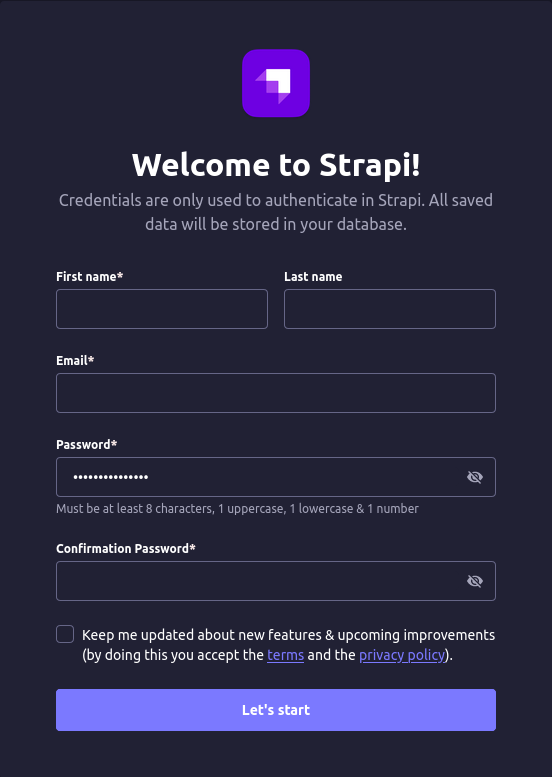 Welcome to Strapi!
Credentials are only used to authenticate in Strapi. All saved
data will be stored in your database.
First name*
Last name
Email*
Password*
•••••••••••••••
Must be at least 8 characters, 1 uppercase, 1 lowercase & 1 number
Confirmation Password*
Keep me updated about new features & upcoming improvements
(by doing this you accept the terms and the privacy policy).
Let's start